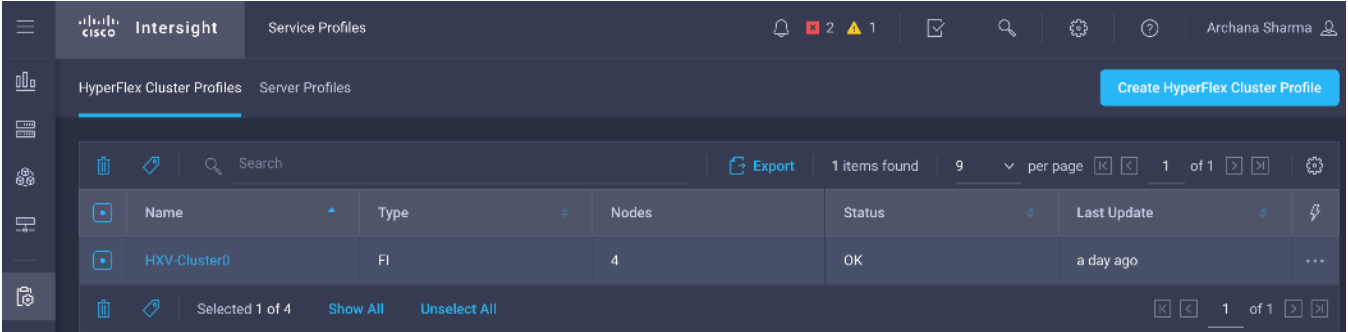 CISCO Intersight Service Profiles 2 1 Archana Sharma
HyperFlex Cluster Profiles Server Profiles Create HyperFlex Cluster Profile
Search Export 1 items found 9 per page 1 of 1
Name Type Nodes Status Last Update
HXV-Cluster0 FI 4 OK a day ago ...
Selected 1 of 4 Show All Unselect All 1 of 1